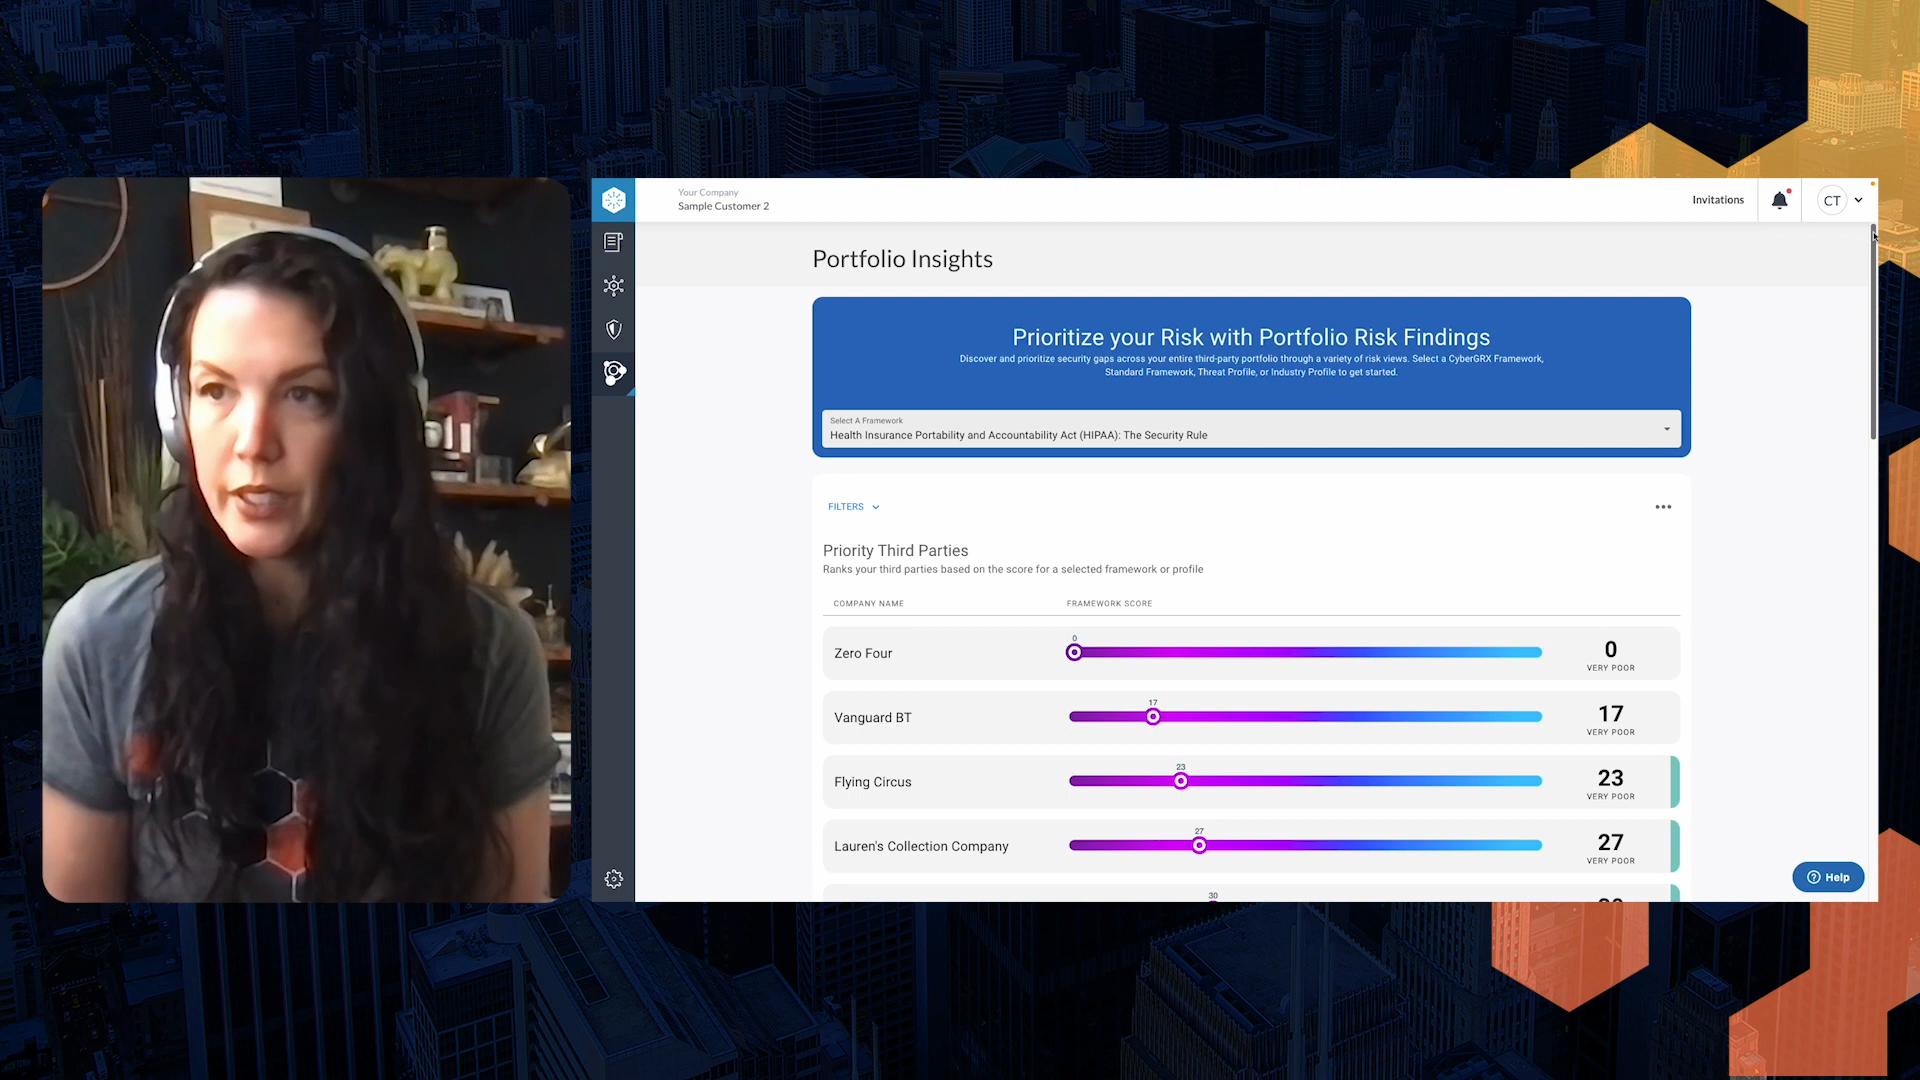 Your Company
Sample Customer 2
Invitations
CT
Portfolio Insights
Prioritize your Risk with Portfolio Risk Findings
Discover and prioritize security gaps across your entire third-party portfolio through a variety of risk views. Select a CyberGRX Framework,
Standard Framework, Threat Profile, or Industry Profile to get started.
Select A Framework
Health Insurance Portability and Accountability Act (HIPAA): The Security Rule
FILTERS
Priority Third Parties
Ranks your third parties based on the score for a selected framework or profile
COMPANY NAME FRAMEWORK SCORE
Zero Four 0 0
VERY POOR
Vanguard BT 17 17
VERY POOR
Flying Circus 23 23
VERY POOR
Lauren's Collection Company 27 27
VERY POOR
30
Help